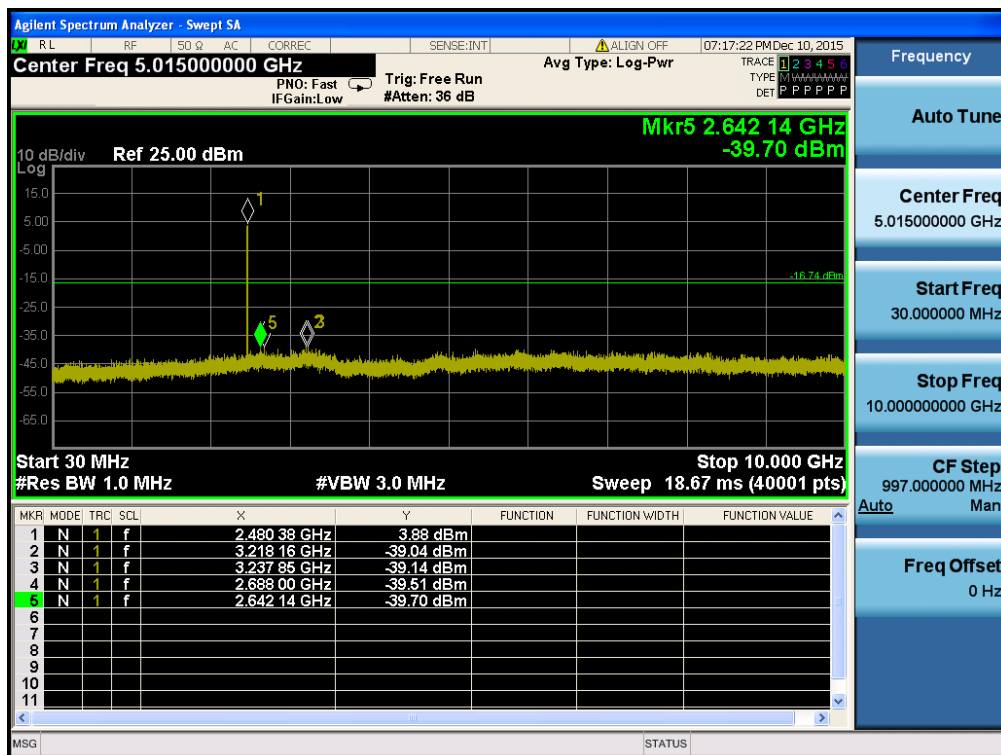 Agilent Spectrum Analyzer - Swept SA
LXI RL RF 50 Ω AC CORREC SENSE:INT ALIGN OFF 07:17:22 PM Dec 10, 2015
Center Freq 5.015000000 GHz
PNO: Fast
IFGain:Low
Trig: Free Run
#Atten: 36 dB
Avg Type: Log-Pwr
TRACE 1 2 3 4 5 6
TYPE M
DET P P P P P P
Mkr5 2.642 14 GHz
-39.70 dBm
10 dB/div Ref 25.00 dBm
Log
15.0
5.00
-5.00
-15.0
-25.0
-35.0
-45.0
-55.0
-65.0
1
5
3
-16.74 dBm
Start 30 MHz Stop 10.000 GHz
#Res BW 1.0 MHz #VBW 3.0 MHz Sweep 18.67 ms (40001 pts)
MKR MODE TRC SCL X Y FUNCTION FUNCTION WIDTH FUNCTION VALUE
1 N 1 f 2.480 38 GHz 3.88 dBm
2 N 1 f 3.218 16 GHz -39.04 dBm
3 N 1 f 3.237 85 GHz -39.14 dBm
4 N 1 f 2.688 00 GHz -39.51 dBm
5 N 1 f 2.642 14 GHz -39.70 dBm
6
7
8
9
10
11
MSG STATUS
Frequency
Auto Tune
Center Freq
5.015000000 GHz
Start Freq
30.000000 MHz
Stop Freq
10.000000000 GHz
CF Step
997.000000 MHz
Auto Man
Freq Offset
0 Hz